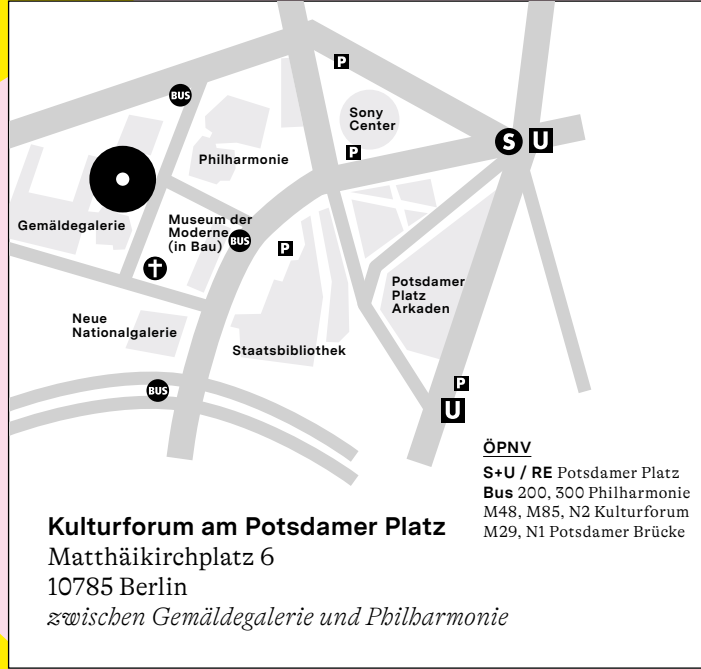 P
BUS
Sony
Center
S U
P
Philharmonie
Museum der
Moderne
(in Bau)
BUS
Gemäldegalerie
P
Potsdamer
Platz
Arkaden
Neue
Nationalgalerie
Staatsbibliothek
BUS
P
U
ÖPNV
S+U / RE Potsdamer Platz
Bus 200, 300 Philharmonie
M48, M85, N2 Kulturforum
M29, N1 Potsdamer Brücke
Kulturforum am Potsdamer Platz
Matthäikirchplatz 6
10785 Berlin
zwischen Gemäldegalerie und Philharmonie